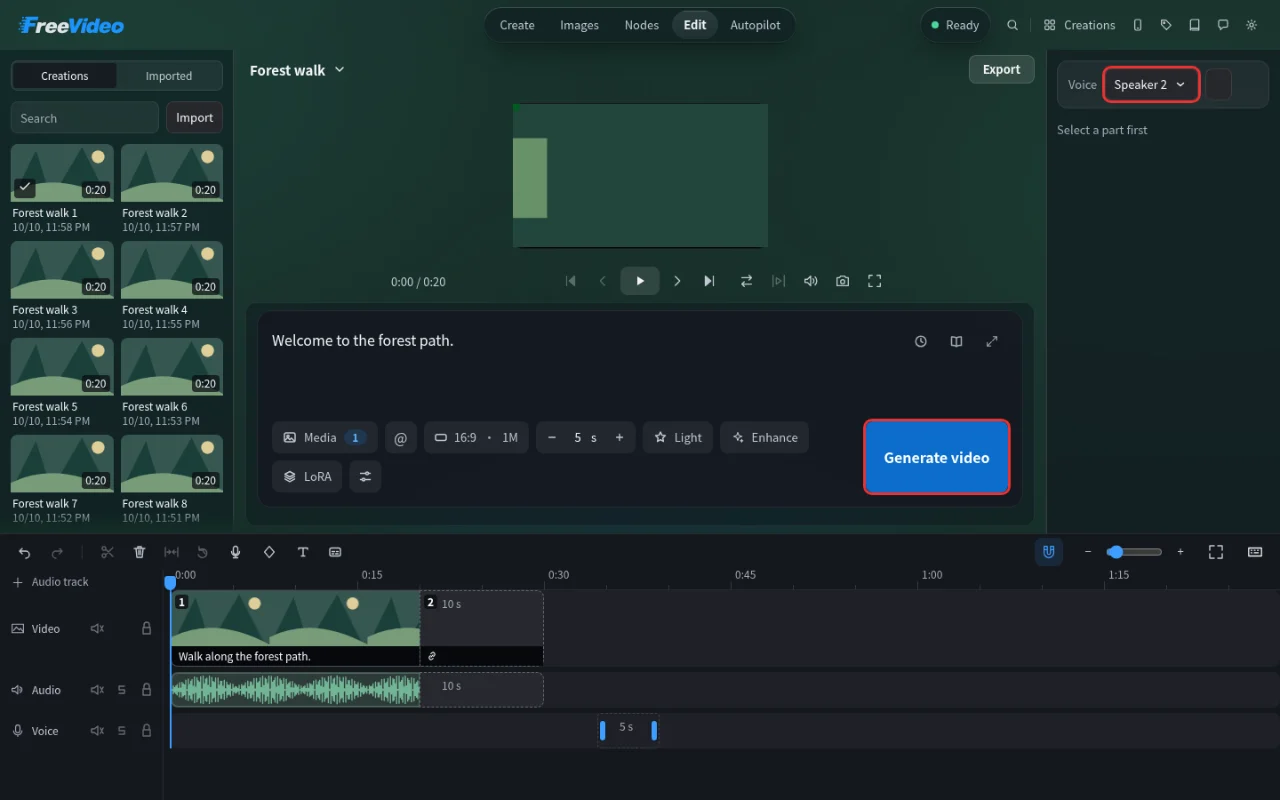 FreeVideo
Create Images Nodes Edit Autopilot
Ready
Creations
Creations Imported
Search Import
0:20 0:20
Forest walk 1 Forest walk 2
10/10, 11:58 PM 10/10, 11:57 PM
0:20 0:20
Forest walk 3 Forest walk 4
10/10, 11:56 PM 10/10, 11:55 PM
0:20 0:20
Forest walk 5 Forest walk 6
10/10, 11:54 PM 10/10, 11:53 PM
0:20 0:20
Forest walk 7 Forest walk 8
10/10, 11:52 PM 10/10, 11:51 PM
Forest walk
Export
0:00 / 0:20
Welcome to the forest path.
Media 1 @ 16:9 · 1M − 5 s + Light Enhance
LoRA
Generate video
Voice Speaker 2
Select a part first
Audio track
0:00 0:15 0:30 0:45 1:00 1:15
Video
1
2 10 s
Walk along the forest path.
Audio S
10 s
Voice S
5 s